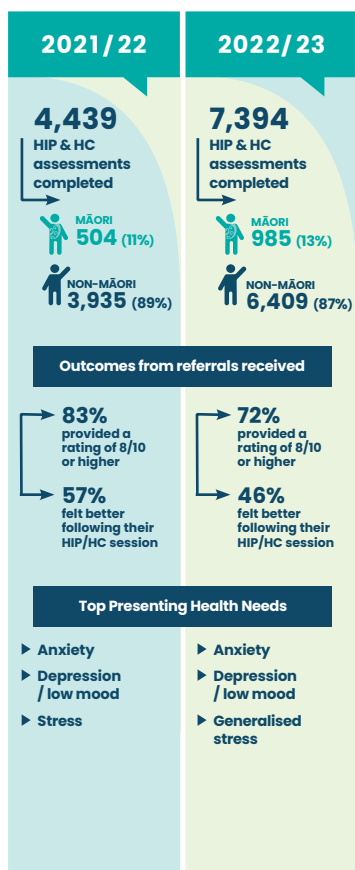 2021/22
4,439
HIP & HC
assessments
completed
MĀORI
504 (11%)
NON-MĀORI
3,935 (89%)
2022/23
7,394
HIP & HC
assessments
completed
MĀORI
985 (13%)
NON-MĀORI
6,409 (87%)
Outcomes from referrals received
83%
provided a
rating of 8/10
or higher
57%
felt better
following their
HIP/HC session
72%
provided a
rating of 8/10
or higher
46%
felt better
following their
HIP/HC session
Top Presenting Health Needs
Anxiety
Depression
/ low mood
Stress
Anxiety
Depression
/ low mood
Generalised
stress